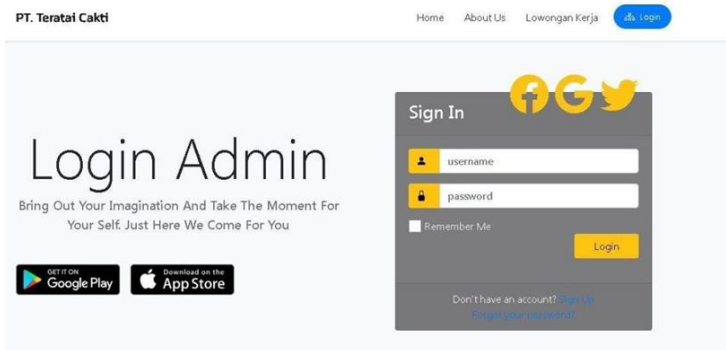 PT. Teratai Cakti
Home About Us Lowongan Kerja Login
Login Admin
Bring Out Your Imagination And Take The Moment For
Your Self. Just Here We Come For You
GET IT ON
Google Play
Download on the
App Store
Sign In
username
password
Remember Me
Login
Don't have an account? Sign Up
Forgot your password?